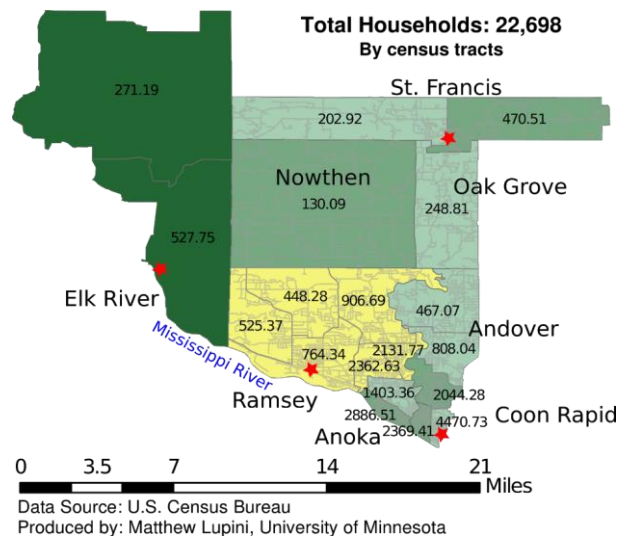 Total Households: 22,698
By census tracts
St. Francis
271.19
202.92
470.51
Nowthen
130.09
Oak Grove
248.81
527.75
Elk River
448.28
906.69
467.07
525.37
Andover
808.04
764.34
2131.77
2362.63
Mississippi River
Ramsey
1403.36
2044.28
2886.51
Coon Rapid
4470.73
Anoka
2369.41
0 3.5 7 14 21
Miles
Data Source: U.S. Census Bureau
Produced by: Matthew Lupini, University of Minnesota